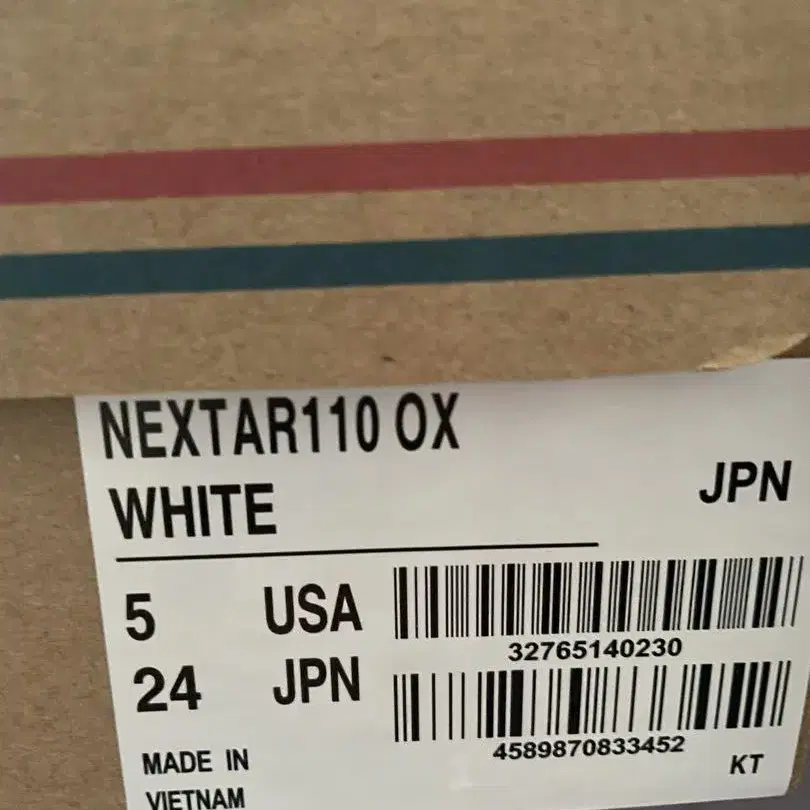 NEXTAR110 OX
WHITE
JPN
5 USA
32765140230
24 JPN
4589870833452
MADE IN
VIETNAM
KT